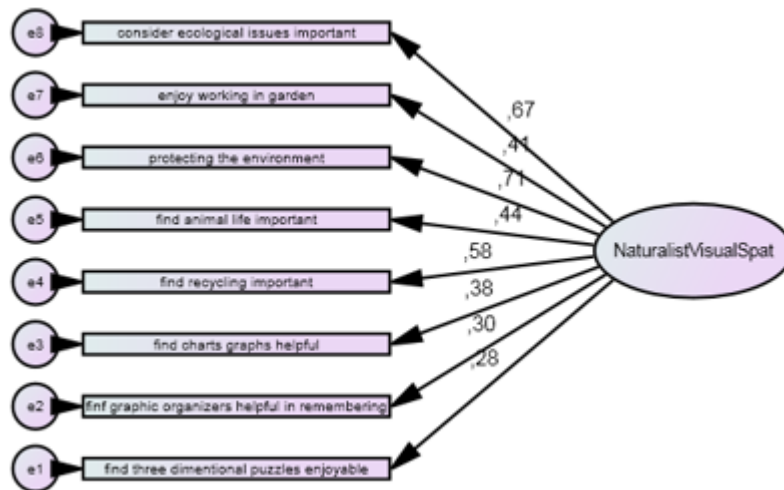 e8 consider ecological issues important
,67
e7 enjoy working in garden
,41
e6 protecting the environment
,71
e5 find animal life important
,44
NaturalistVisualSpat
e4 find recycling important
,58
e3 find charts graphs helpful
,38
e2 finf graphic organizers helpful in remembering
,30
e1 find three dimentional puzzles enjoyable
,28